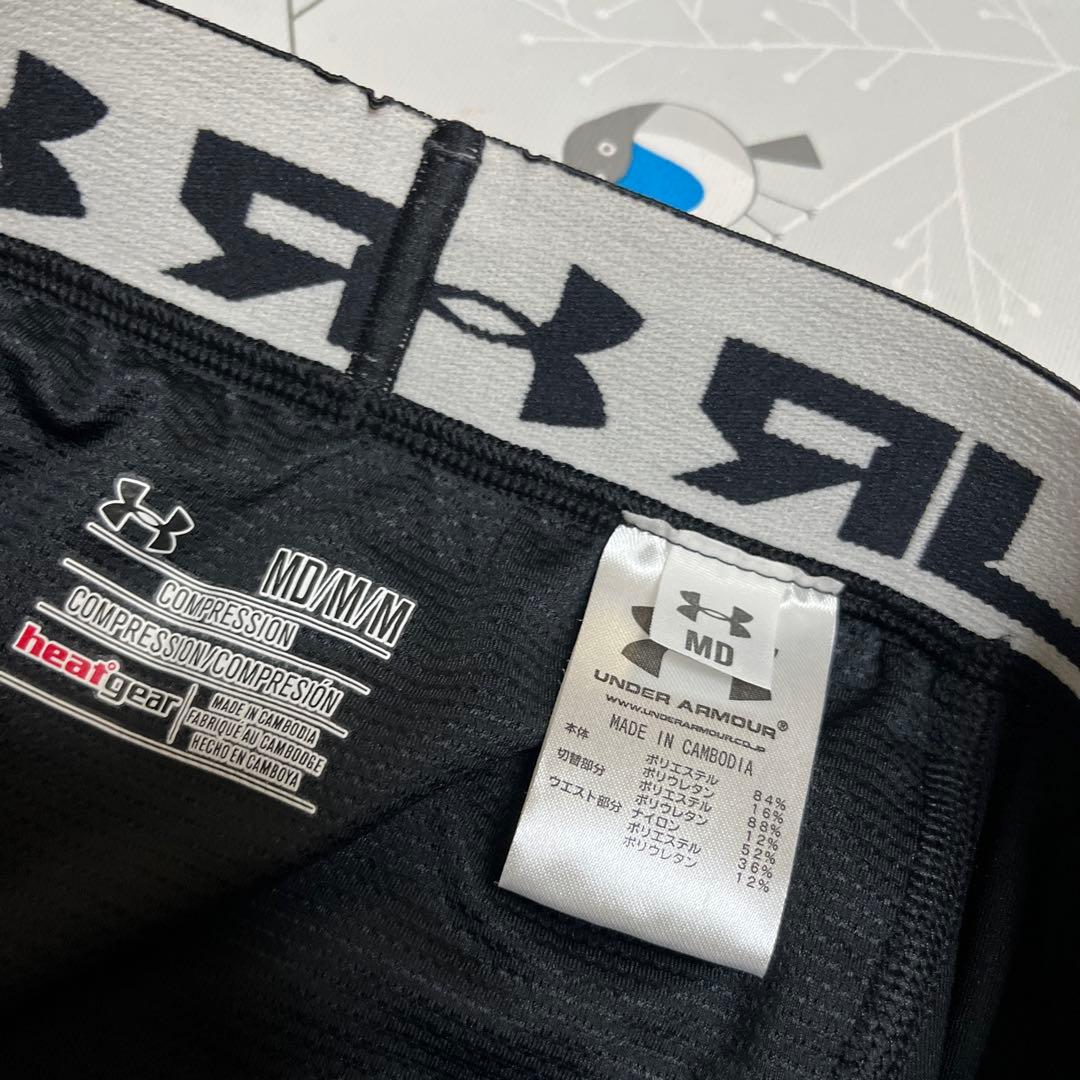 MD/M/M
COMPRESSION
COMPRESSION/COMPRESIÓN
heatgear
MADE IN CAMBODIA
FABRIQUÉ AU CAMBODGE
HECHO EN CAMBOYA
MD
UNDER ARMOUR®
WWW.UNDERARMOUR.CO.JP
MADE IN CAMBODIA
本体 ポリエステル 84%
ポリウレタン 16%
切替部分 ポリエステル 88%
ポリウレタン 12%
ウエスト部分 ナイロン 52%
ポリエステル 36%
ポリウレタン 12%